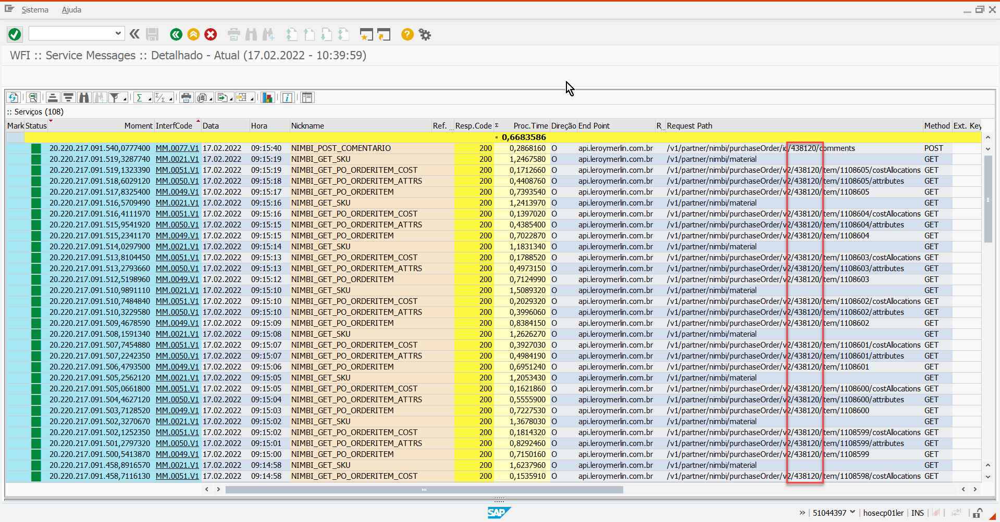 Sistema Ajuda
WFI :: Service Messages :: Detalhado - Atual (17.02.2022 - 10:39:59)
:: Serviços (108)
Mark Status Moment InterfCode Data Hora Nickname Ref. ... Resp.Code Σ Proc.Time Direção End Point R... Request Path Method Ext. Key
0,6683586
20.220.217.091.540,0777400 MM.0077.V1 17.02.2022 09:15:40 NIMBI_POST_COMENTARIO 200 0,2868160 O api.leroymerlin.com.br /v1/partner/nimbi/purchaseOrder/id/438120/comments POST
20.220.217.091.519,3287740 MM.0021.V1 17.02.2022 09:15:19 NIMBI_GET_SKU 200 1,2467580 O api.leroymerlin.com.br /v1/partner/nimbi/material GET
20.220.217.091.519,1323390 MM.0051.V1 17.02.2022 09:15:19 NIMBI_GET_PO_ORDERITEM_COST 200 0,1712660 O api.leroymerlin.com.br /v1/partner/nimbi/purchaseOrder/v2/438120/item/1108605/costAllocations GET
20.220.217.091.518,6029120 MM.0050.V1 17.02.2022 09:15:18 NIMBI_GET_PO_ORDERITEM_ATTRS 200 0,4408760 O api.leroymerlin.com.br /v1/partner/nimbi/purchaseOrder/v2/438120/item/1108605/attributes GET
20.220.217.091.517,8325400 MM.0049.V1 17.02.2022 09:15:17 NIMBI_GET_PO_ORDERITEM 200 0,7393540 O api.leroymerlin.com.br /v1/partner/nimbi/purchaseOrder/v2/438120/item/1108605 GET
20.220.217.091.516,5709490 MM.0021.V1 17.02.2022 09:15:16 NIMBI_GET_SKU 200 1,2413970 O api.leroymerlin.com.br /v1/partner/nimbi/material GET
20.220.217.091.516,4111970 MM.0051.V1 17.02.2022 09:15:16 NIMBI_GET_PO_ORDERITEM_COST 200 0,1397020 O api.leroymerlin.com.br /v1/partner/nimbi/purchaseOrder/v2/438120/item/1108604/costAllocations GET
20.220.217.091.515,9541920 MM.0050.V1 17.02.2022 09:15:15 NIMBI_GET_PO_ORDERITEM_ATTRS 200 0,4385400 O api.leroymerlin.com.br /v1/partner/nimbi/purchaseOrder/v2/438120/item/1108604/attributes GET
20.220.217.091.515,2341170 MM.0049.V1 17.02.2022 09:15:15 NIMBI_GET_PO_ORDERITEM 200 0,7022870 O api.leroymerlin.com.br /v1/partner/nimbi/purchaseOrder/v2/438120/item/1108604 GET
20.220.217.091.514,0297900 MM.0021.V1 17.02.2022 09:15:14 NIMBI_GET_SKU 200 1,1831340 O api.leroymerlin.com.br /v1/partner/nimbi/material GET
20.220.217.091.513,8104450 MM.0051.V1 17.02.2022 09:15:13 NIMBI_GET_PO_ORDERITEM_COST 200 0,1788520 O api.leroymerlin.com.br /v1/partner/nimbi/purchaseOrder/v2/438120/item/1108603/costAllocations GET
20.220.217.091.513,2793660 MM.0050.V1 17.02.2022 09:15:13 NIMBI_GET_PO_ORDERITEM_ATTRS 200 0,4973150 O api.leroymerlin.com.br /v1/partner/nimbi/purchaseOrder/v2/438120/item/1108603/attributes GET
20.220.217.091.512,5198960 MM.0049.V1 17.02.2022 09:15:12 NIMBI_GET_PO_ORDERITEM 200 0,7124990 O api.leroymerlin.com.br /v1/partner/nimbi/purchaseOrder/v2/438120/item/1108603 GET
20.220.217.091.510,9891110 MM.0021.V1 17.02.2022 09:15:10 NIMBI_GET_SKU 200 1,5089320 O api.leroymerlin.com.br /v1/partner/nimbi/material GET
20.220.217.091.510,7484840 MM.0051.V1 17.02.2022 09:15:10 NIMBI_GET_PO_ORDERITEM_COST 200 0,2029320 O api.leroymerlin.com.br /v1/partner/nimbi/purchaseOrder/v2/438120/item/1108602/costAllocations GET
20.220.217.091.510,3229580 MM.0050.V1 17.02.2022 09:15:10 NIMBI_GET_PO_ORDERITEM_ATTRS 200 0,3996060 O api.leroymerlin.com.br /v1/partner/nimbi/purchaseOrder/v2/438120/item/1108602/attributes GET
20.220.217.091.509,4678590 MM.0049.V1 17.02.2022 09:15:09 NIMBI_GET_PO_ORDERITEM 200 0,8384150 O api.leroymerlin.com.br /v1/partner/nimbi/purchaseOrder/v2/438120/item/1108602 GET
20.220.217.091.508,1591340 MM.0021.V1 17.02.2022 09:15:08 NIMBI_GET_SKU 200 1,2626270 O api.leroymerlin.com.br /v1/partner/nimbi/material GET
20.220.217.091.507,7454880 MM.0051.V1 17.02.2022 09:15:07 NIMBI_GET_PO_ORDERITEM_COST 200 0,3927030 O api.leroymerlin.com.br /v1/partner/nimbi/purchaseOrder/v2/438120/item/1108601/costAllocations GET
20.220.217.091.507,2242350 MM.0050.V1 17.02.2022 09:15:07 NIMBI_GET_PO_ORDERITEM_ATTRS 200 0,4984190 O api.leroymerlin.com.br /v1/partner/nimbi/purchaseOrder/v2/438120/item/1108601/attributes GET
20.220.217.091.506,4793500 MM.0049.V1 17.02.2022 09:15:06 NIMBI_GET_PO_ORDERITEM 200 0,6951240 O api.leroymerlin.com.br /v1/partner/nimbi/purchaseOrder/v2/438120/item/1108601 GET
20.220.217.091.505,2562120 MM.0021.V1 17.02.2022 09:15:05 NIMBI_GET_SKU 200 1,2053430 O api.leroymerlin.com.br /v1/partner/nimbi/material GET
20.220.217.091.505,0661800 MM.0051.V1 17.02.2022 09:15:05 NIMBI_GET_PO_ORDERITEM_COST 200 0,1621860 O api.leroymerlin.com.br /v1/partner/nimbi/purchaseOrder/v2/438120/item/1108600/costAllocations GET
20.220.217.091.504,4627120 MM.0050.V1 17.02.2022 09:15:04 NIMBI_GET_PO_ORDERITEM_ATTRS 200 0,5555900 O api.leroymerlin.com.br /v1/partner/nimbi/purchaseOrder/v2/438120/item/1108600/attributes GET
20.220.217.091.503,7128520 MM.0049.V1 17.02.2022 09:15:03 NIMBI_GET_PO_ORDERITEM 200 0,7227530 O api.leroymerlin.com.br /v1/partner/nimbi/purchaseOrder/v2/438120/item/1108600 GET
20.220.217.091.502,3270670 MM.0021.V1 17.02.2022 09:15:02 NIMBI_GET_SKU 200 1,3678030 O api.leroymerlin.com.br /v1/partner/nimbi/material GET
20.220.217.091.502,1252350 MM.0051.V1 17.02.2022 09:15:02 NIMBI_GET_PO_ORDERITEM_COST 200 0,1814320 O api.leroymerlin.com.br /v1/partner/nimbi/purchaseOrder/v2/438120/item/1108599/costAllocations GET
20.220.217.091.501,2797320 MM.0050.V1 17.02.2022 09:15:01 NIMBI_GET_PO_ORDERITEM_ATTRS 200 0,8292460 O api.leroymerlin.com.br /v1/partner/nimbi/purchaseOrder/v2/438120/item/1108599/attributes GET
20.220.217.091.500,5413870 MM.0049.V1 17.02.2022 09:15:00 NIMBI_GET_PO_ORDERITEM 200 0,7150160 O api.leroymerlin.com.br /v1/partner/nimbi/purchaseOrder/v2/438120/item/1108599 GET
20.220.217.091.458,8916570 MM.0021.V1 17.02.2022 09:14:58 NIMBI_GET_SKU 200 1,6237960 O api.leroymerlin.com.br /v1/partner/nimbi/material GET
20.220.217.091.458,7116130 MM.0051.V1 17.02.2022 09:14:58 NIMBI_GET_PO_ORDERITEM_COST 200 0,1535910 O api.leroymerlin.com.br /v1/partner/nimbi/purchaseOrder/v2/438120/item/1108598/costAllocations GET
SAP » 51044397 hosecp01ler INS